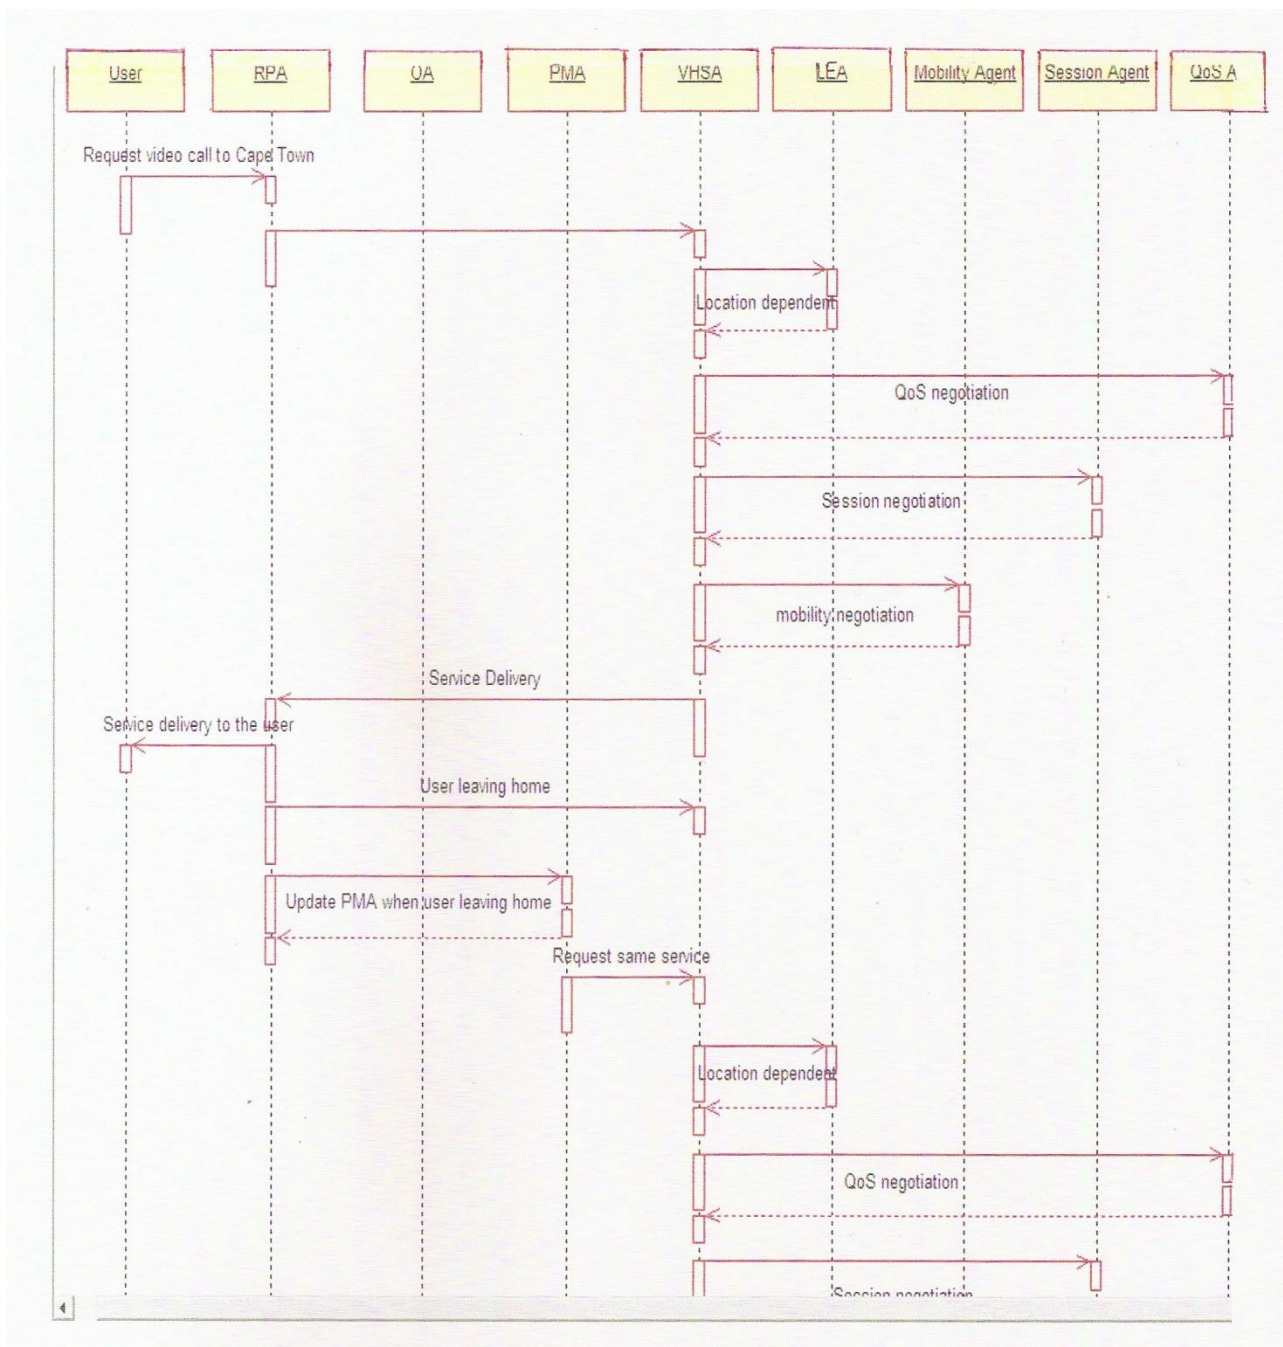 User
RPA
OA
PMA
VHSA
LEA
Mobility Agent
Session Agent
QoS A
Request video call to Cape Town
Location dependent
QoS negotiation
Session negotiation
mobility negotiation
Service Delivery
Service delivery to the user
User leaving home
Update PMA when user leaving home
Request same service
Location dependent
QoS negotiation
Session negotiation